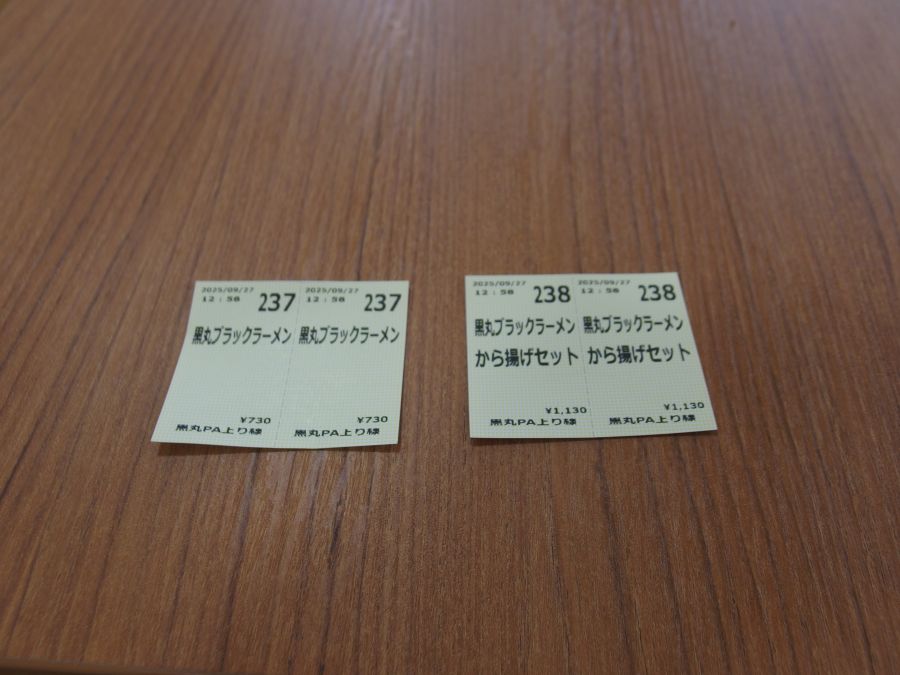 2025/09/27
12：58 237
黒丸ブラックラーメン
¥730
黒丸PA上り線
2025/09/27
12：58 237
黒丸ブラックラーメン
¥730
黒丸PA上り線
2025/09/27
12：58 238
黒丸ブラックラーメン
から揚げセット
¥1,130
黒丸PA上り線
2025/09/27
12：58 238
黒丸ブラックラーメン
から揚げセット
¥1,130
黒丸PA上り線